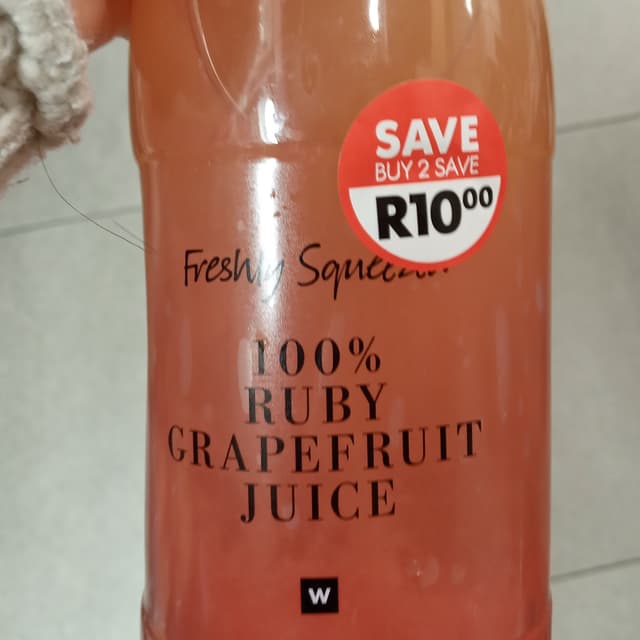 SAVE
BUY 2 SAVE
R10⁰⁰
Freshly
100%
RUBY
GRAPEFRUIT
JUICE
W